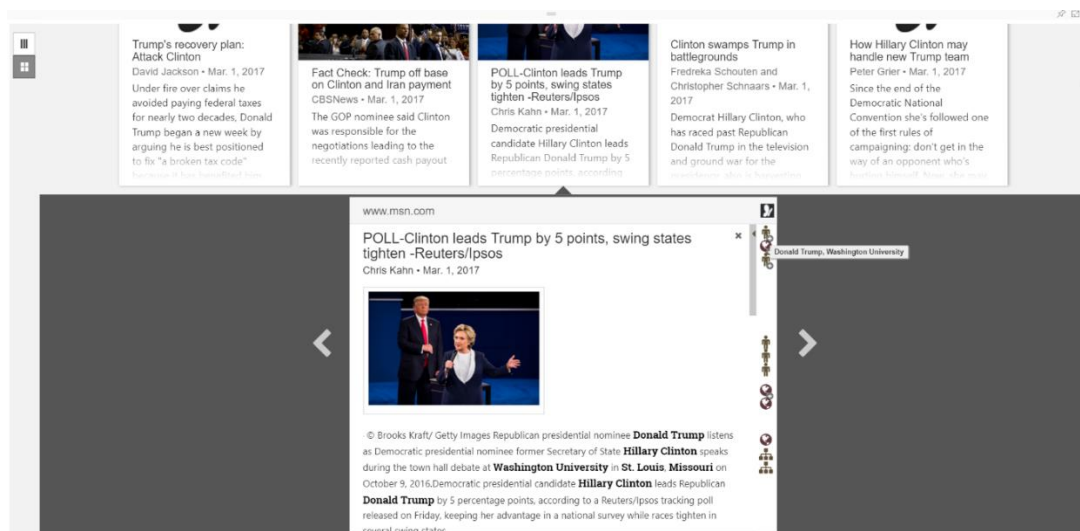 Trump's recovery plan:
Attack Clinton
David Jackson • Mar. 1, 2017
Under fire over claims he
avoided paying federal taxes
for nearly two decades, Donald
Trump began a new week by
arguing he is best positioned
to fix "a broken tax code"
because it has benefited him
Fact Check: Trump off base
on Clinton and Iran payment
CBSNews • Mar. 1, 2017
The GOP nominee said Clinton
was responsible for the
negotiations leading to the
recently reported cash payout
POLL-Clinton leads Trump
by 5 points, swing states
tighten -Reuters/Ipsos
Chris Kahn • Mar. 1, 2017
Democratic presidential
candidate Hillary Clinton leads
Republican Donald Trump by 5
percentage points, according
Clinton swamps Trump in
battlegrounds
Fredreka Schouten and
Christopher Schnaars • Mar. 1,
2017
Democrat Hillary Clinton, who
has raced past Republican
Donald Trump in the television
and ground war for the
How Hillary Clinton may
handle new Trump team
Peter Grier • Mar. 1, 2017
Since the end of the
Democratic National
Convention she's followed one
of the first rules of
campaigning: don't get in the
way of an opponent who's
www.msn.com
POLL-Clinton leads Trump by 5 points, swing states
tighten -Reuters/Ipsos
Chris Kahn • Mar. 1, 2017
Donald Trump, Washington University
© Brooks Kraft/ Getty Images Republican presidential nominee Donald Trump listens
as Democratic presidential nominee former Secretary of State Hillary Clinton speaks
during the town hall debate at Washington University in St. Louis, Missouri on
October 9, 2016.Democratic presidential candidate Hillary Clinton leads Republican
Donald Trump by 5 percentage points, according to a Reuters/Ipsos tracking poll
released on Friday, keeping her advantage in a national survey while races tighten in
several swing states